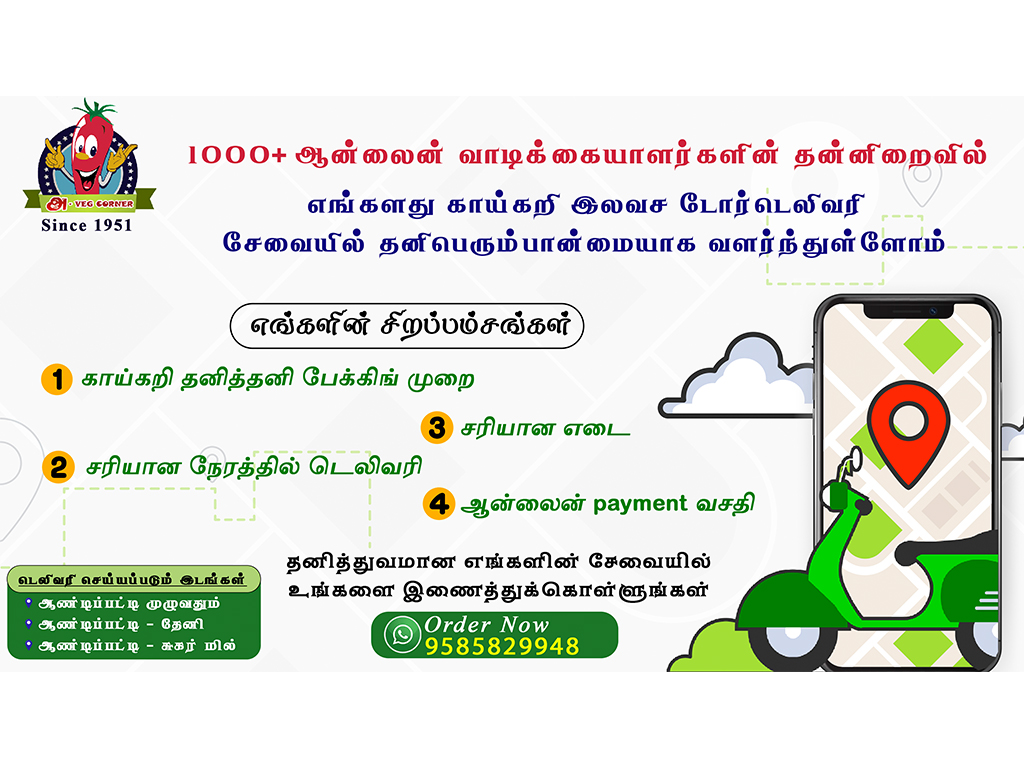 அ - VEG CORNER
Since 1951
1000+ ஆன்லைன் வாடிக்கையாளர்களின் தன்னிறைவில்
எங்களது காய்கறி இலவச டோர்டெலிவரி
சேவையில் தனிபெரும்பான்மையாக வளர்ந்துள்ளோம்
எங்களின் சிறப்பம்சங்கள்
1 காய்கறி தனித்தனி பேக்கிங் முறை
2 சரியான நேரத்தில் டெலிவரி
3 சரியான எடை
4 ஆன்லைன் payment வசதி
தனித்துவமான எங்களின் சேவையில்
உங்களை இணைத்துக்கொள்ளுங்கள்
Order Now
9585829948
டெலிவரி செய்யப்படும் இடங்கள்
ஆண்டிப்பட்டி முழுவதும்
ஆண்டிப்பட்டி - தேனி
ஆண்டிப்பட்டி - சுகர் மில்